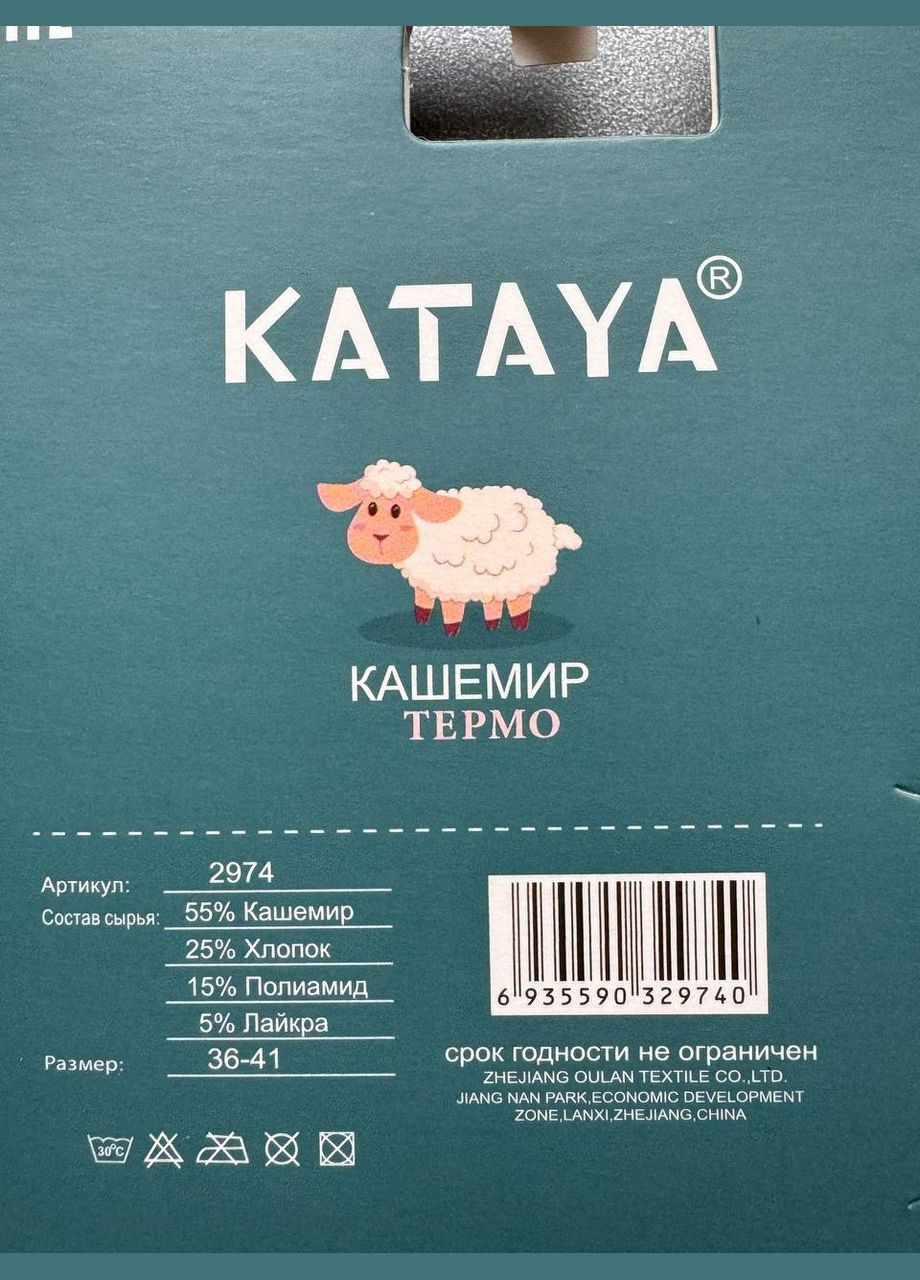 KATAYA®
КАШЕМИР
ТЕРМО
Артикул: 2974
Состав сырья: 55% Кашемир
25% Хлопок
15% Полиамид
5% Лайкра
Размер: 36-41
30°C
6 935590 329740
срок годности не ограничен
ZHEJIANG OULAN TEXTILE CO.,LTD.
JIANG NAN PARK,ECONOMIC DEVELOPMENT
ZONE,LANXI,ZHEJIANG,CHINA